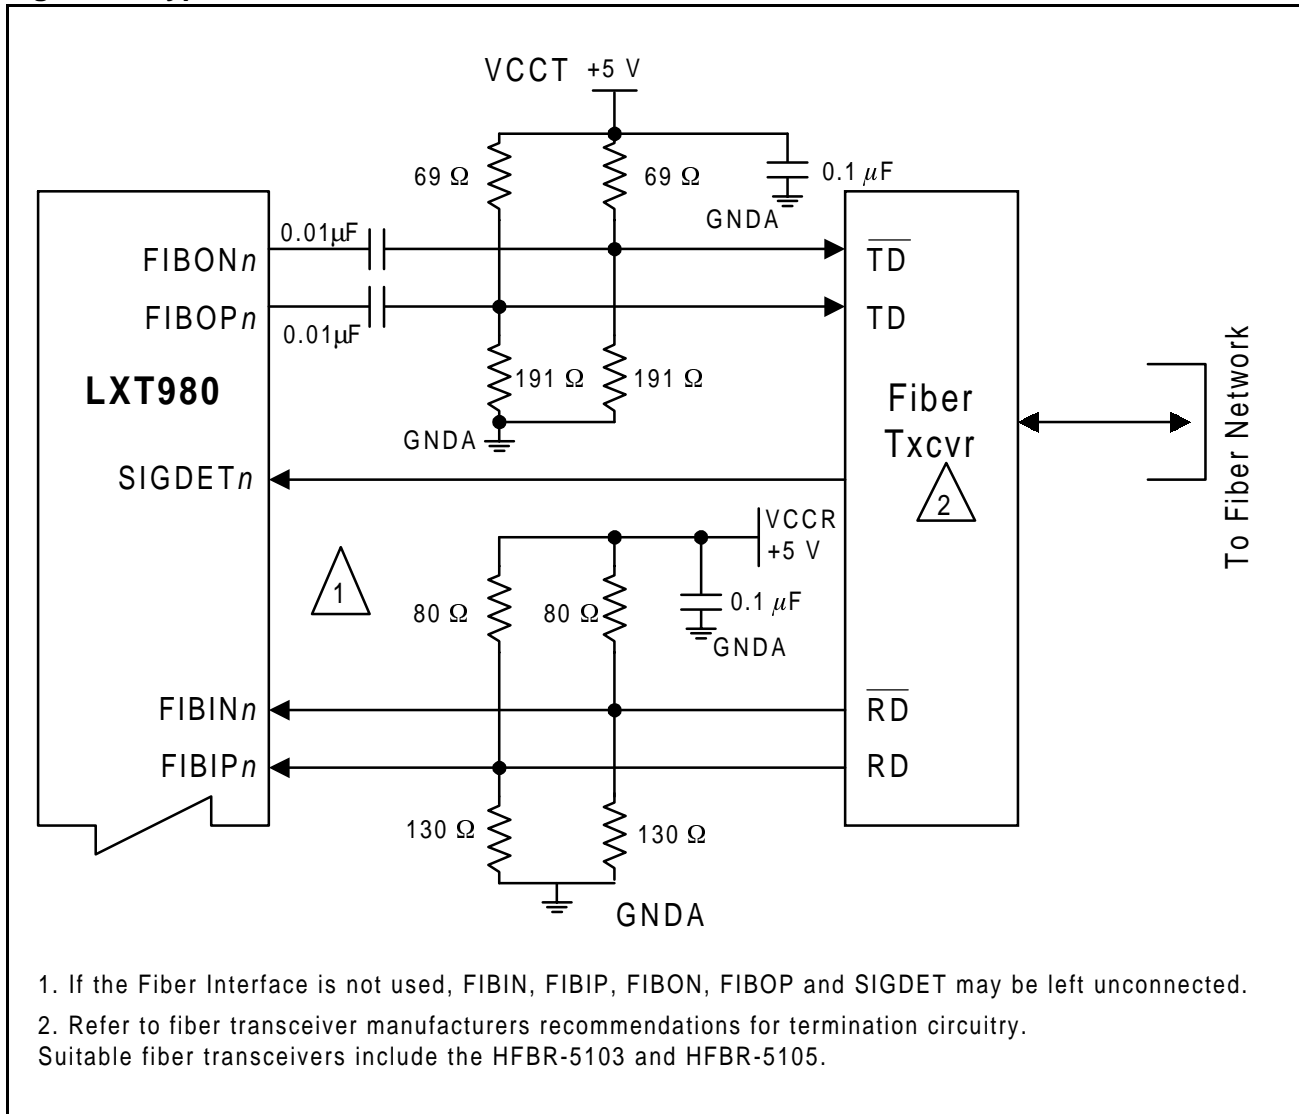 VCCT +5 V
69 Ω
69 Ω
0.1 μF
GNDA
0.01μF
FIBONn
TD
FIBOPn
TD
0.01μF
LXT980
191 Ω
191 Ω
Fiber
Txcvr
GNDA
SIGDETn
2
To Fiber Network
VCCR
+5 V
1
80 Ω
80 Ω
0.1 μF
GNDA
FIBINn
RD
FIBIPn
RD
130 Ω
130 Ω
GNDA
1. If the Fiber Interface is not used, FIBIN, FIBIP, FIBON, FIBOP and SIGDET may be left unconnected.
2. Refer to fiber transceiver manufacturers recommendations for termination circuitry.
Suitable fiber transceivers include the HFBR-5103 and HFBR-5105.